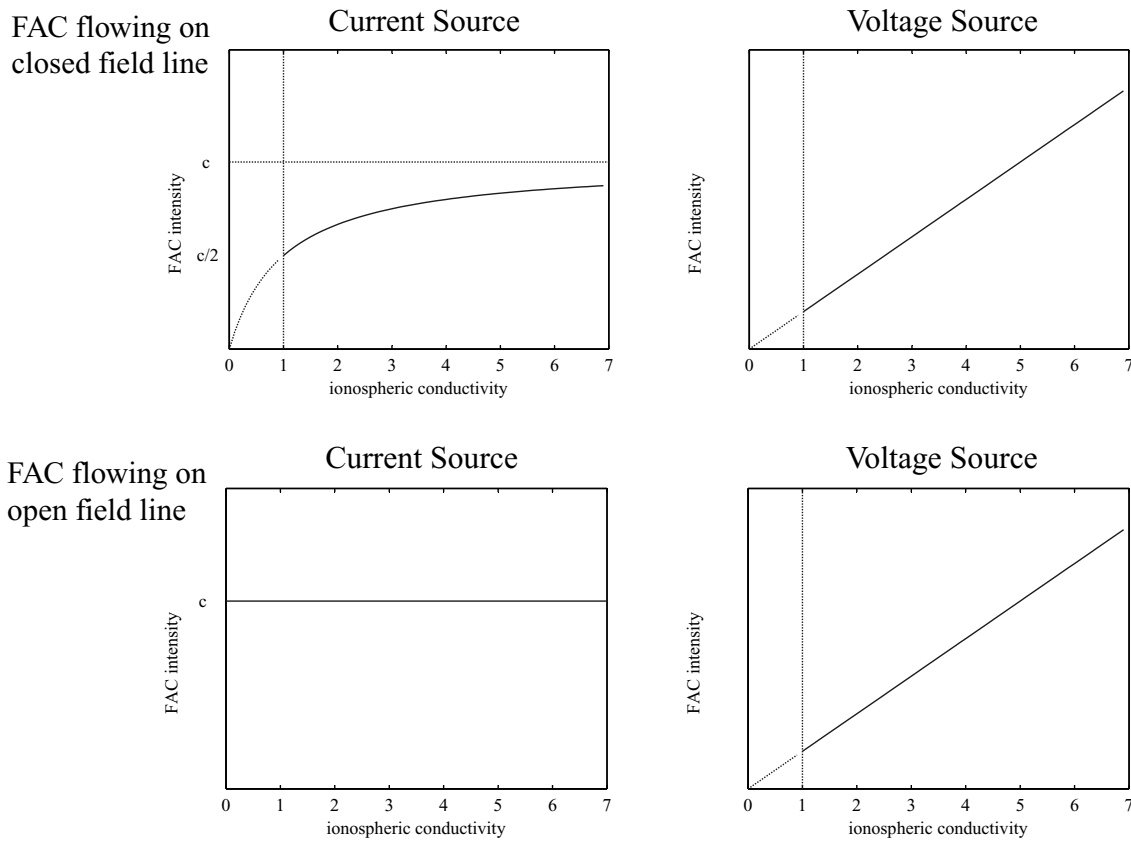 FAC flowing on
closed field line
Current Source
FAC intensity
c
c/2
0 1 2 3 4 5 6 7
ionospheric conductivity
Voltage Source
FAC intensity
0 1 2 3 4 5 6 7
ionospheric conductivity
FAC flowing on
open field line
Current Source
FAC intensity
c
0 1 2 3 4 5 6 7
ionospheric conductivity
Voltage Source
FAC intensity
0 1 2 3 4 5 6 7
ionospheric conductivity